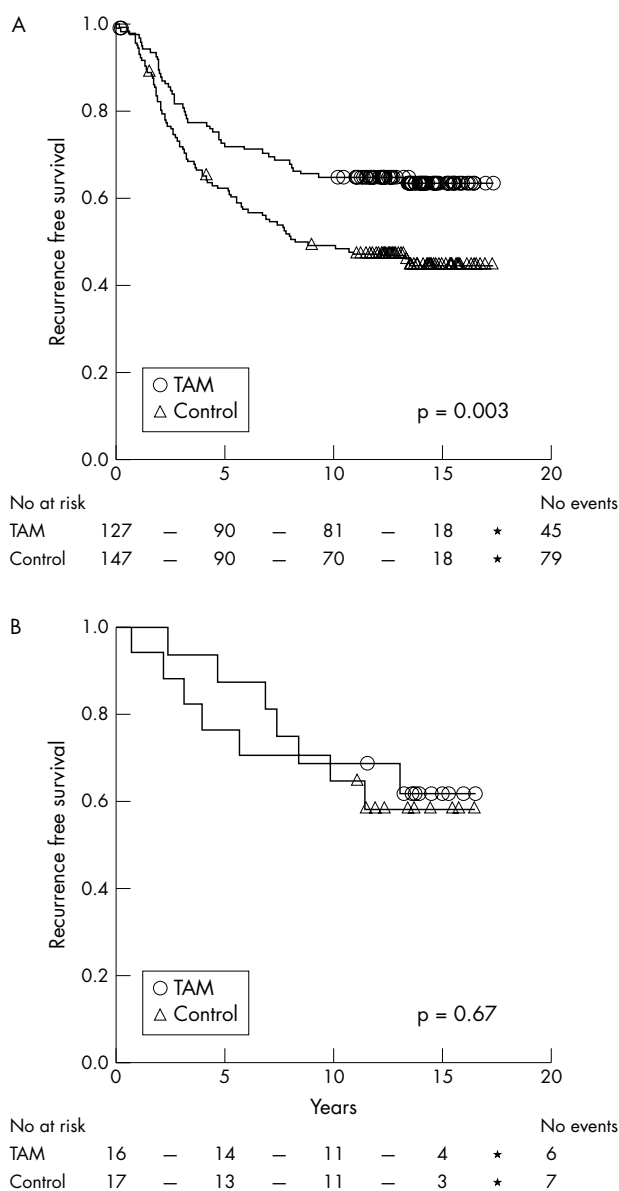 A
1.0
0.8
0.6
0.4
0.2
0.0
Recurrence free survival
○ TAM
△ Control
p = 0.003
0 5 10 15 20
No at risk No events
TAM 127 — 90 — 81 — 18 ★ 45
Control 147 — 90 — 70 — 18 ★ 79
B
1.0
0.8
0.6
0.4
0.2
0.0
Recurrence free survival
○ TAM
△ Control
p = 0.67
0 5 10 15 20
Years
No at risk No events
TAM 16 — 14 — 11 — 4 ★ 6
Control 17 — 13 — 11 — 3 ★ 7